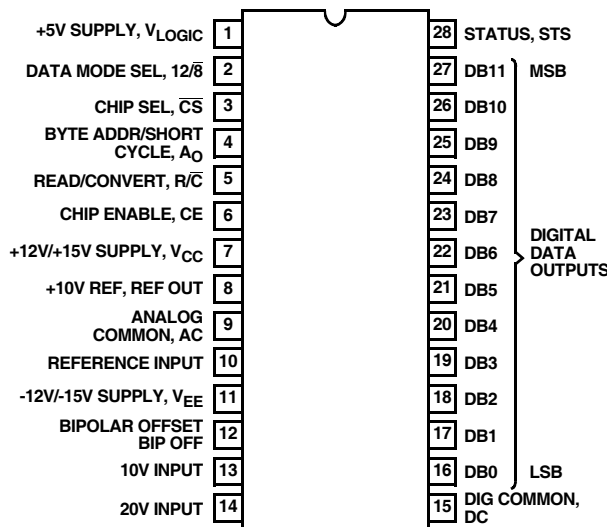 +5V SUPPLY, VLOGIC 1
DATA MODE SEL, 12/8̅ 2
CHIP SEL, C̅S̅ 3
BYTE ADDR/SHORT
CYCLE, AO 4
READ/CONVERT, R/C̅ 5
CHIP ENABLE, CE 6
+12V/+15V SUPPLY, VCC 7
+10V REF, REF OUT 8
ANALOG
COMMON, AC 9
REFERENCE INPUT 10
-12V/-15V SUPPLY, VEE 11
BIPOLAR OFFSET
BIP OFF 12
10V INPUT 13
20V INPUT 14
28 STATUS, STS
27 DB11 MSB
26 DB10
25 DB9
24 DB8
23 DB7
22 DB6
21 DB5
20 DB4
19 DB3
18 DB2
17 DB1
16 DB0 LSB
15 DIG COMMON,
DC
DIGITAL
DATA
OUTPUTS